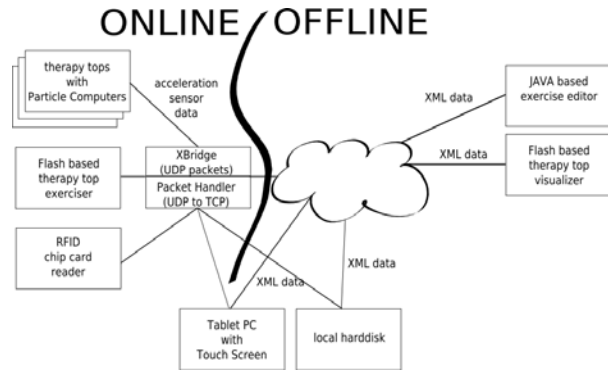 ONLINE OFFLINE
therapy tops
with
Particle Computers
acceleration
sensor
data
XML data
JAVA based
exercise editor
Flash based
therapy top
exerciser
XBridge
(UDP packets)
Packet Handler
(UDP to TCP)
XML data
Flash based
therapy top
visualizer
RFID
chip card
reader
XML data
XML data
Tablet PC
with
Touch Screen
local harddisk